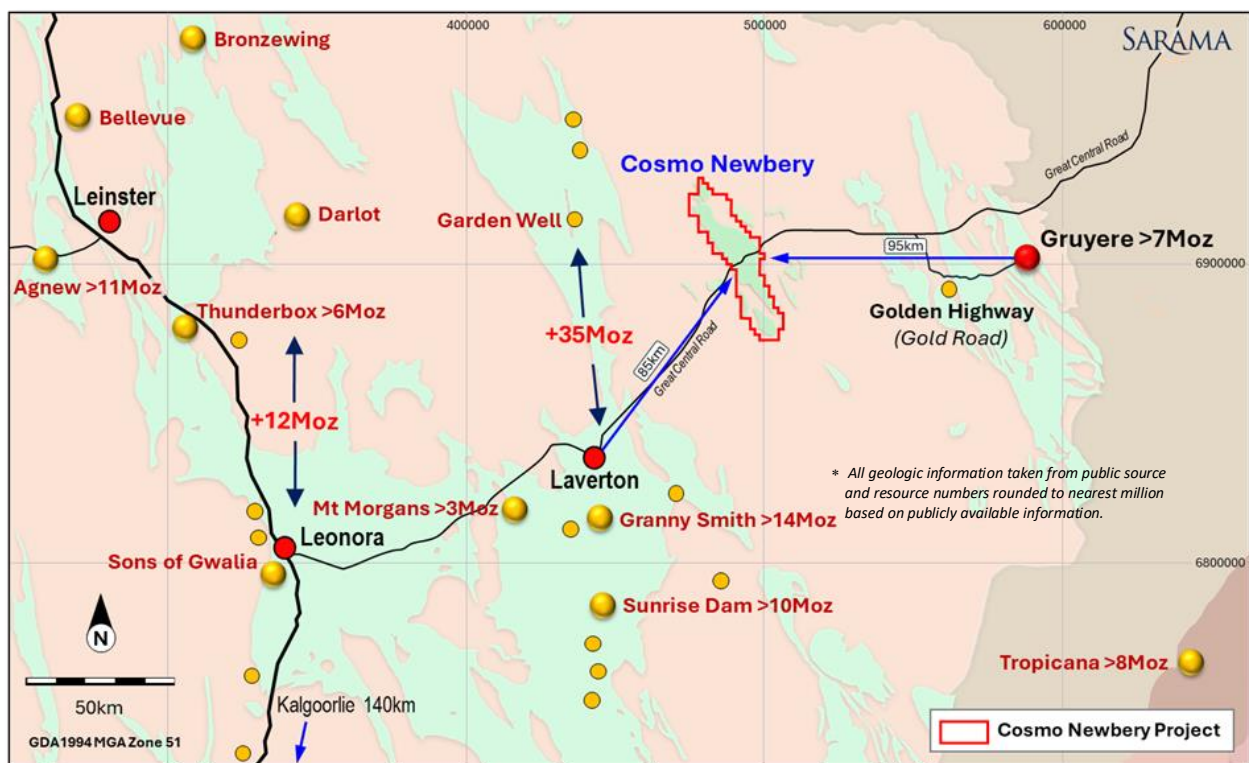 400000
500000
600000
SARAMA
Bronzewing
Bellevue
Great Central Road
Cosmo Newbery
Leinster
Darlot
Garden Well
95km
Gruyere >7Moz
6900000
Agnew >11Moz
Thunderbox >6Moz
Golden Highway
(Gold Road)
+35Moz
85km
Great Central Road
+12Moz
Laverton
* All geologic information taken from public source
and resource numbers rounded to nearest million
based on publicly available information.
Mt Morgans >3Moz
Granny Smith >14Moz
Leonora
Sons of Gwalia
6800000
Sunrise Dam >10Moz
N
Tropicana >8Moz
50km
Kalgoorlie 140km
GDA1994 MGA Zone 51
Cosmo Newbery Project